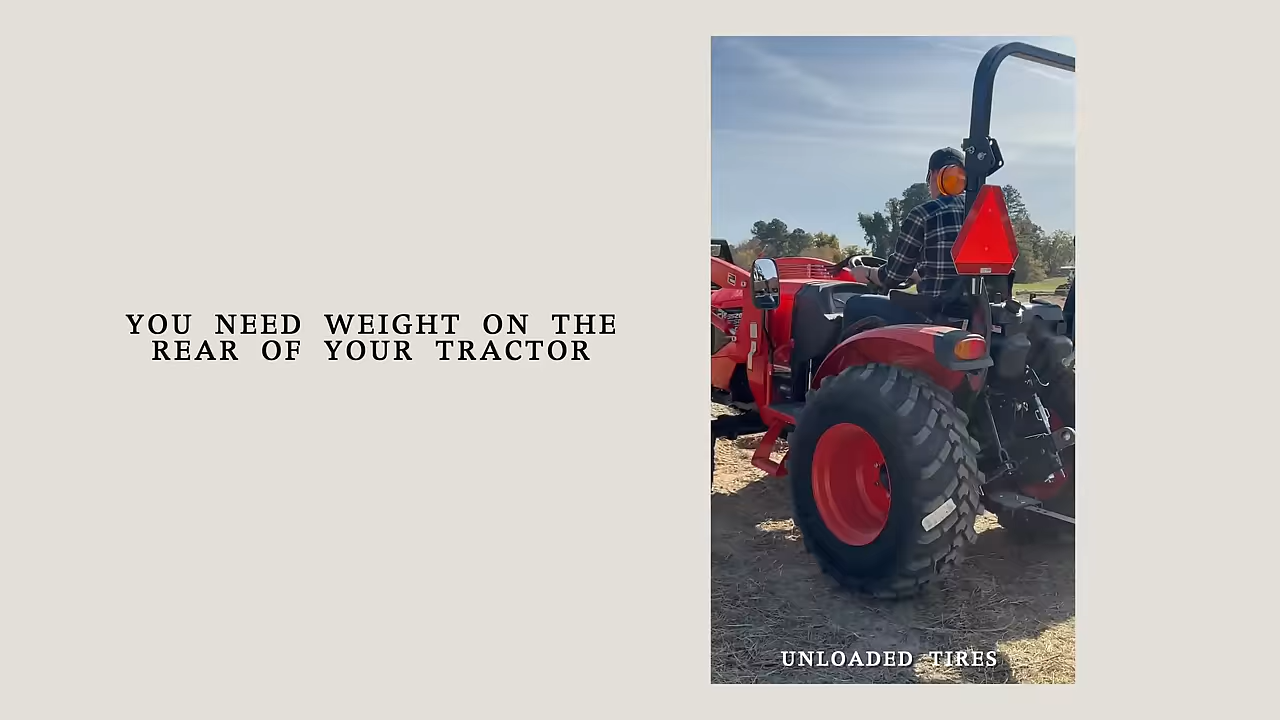 YOU NEED WEIGHT ON THE
REAR OF YOUR TRACTOR
UNLOADED TIRES